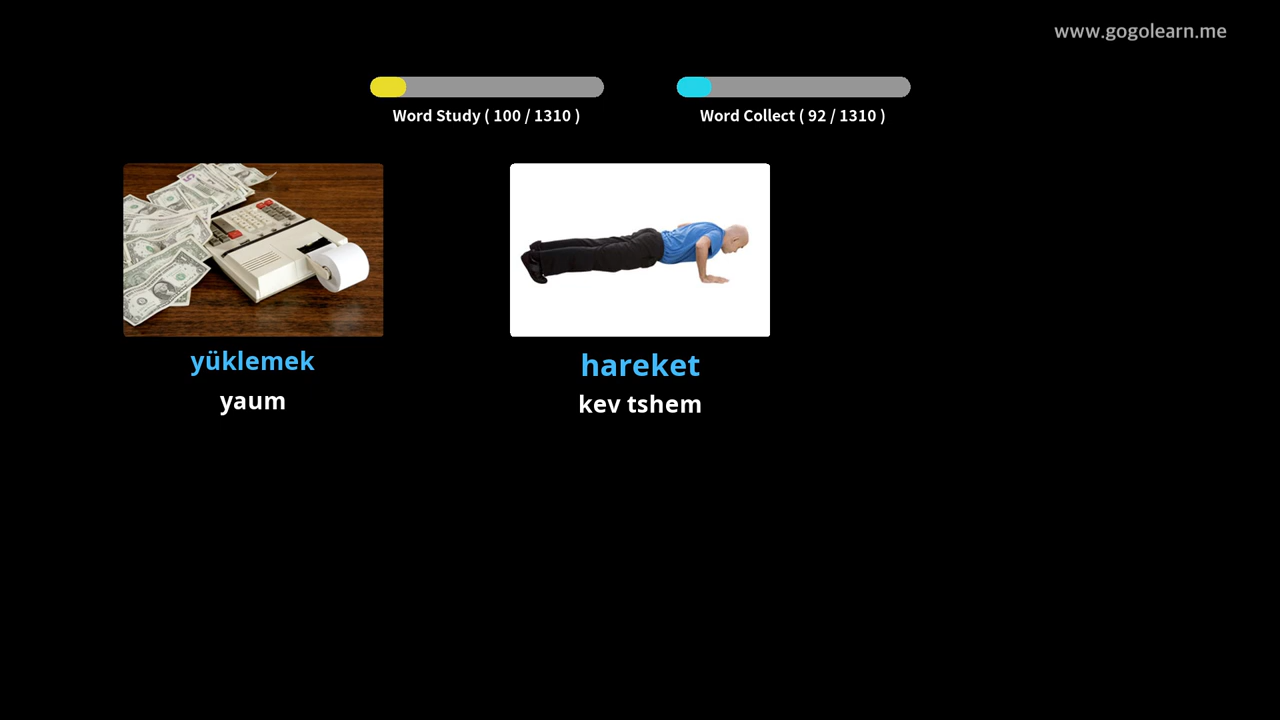 www.gogolearn.me
Word Study ( 100 / 1310 )
Word Collect ( 92 / 1310 )
yüklemek
yaum
hareket
kev tshem